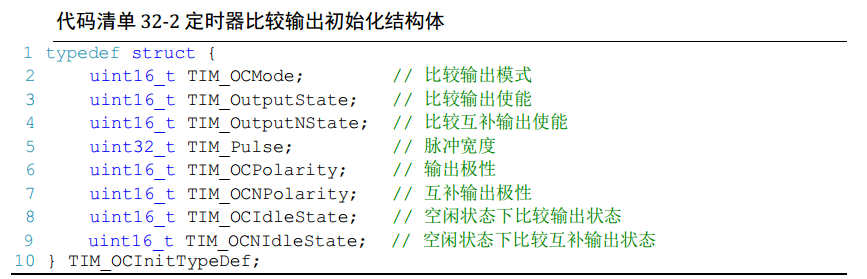 代码清单 32-2 定时器比较输出初始化结构体
1 typedef struct {
2 uint16_t TIM_OCMode; // 比较输出模式
3 uint16_t TIM_OutputState; // 比较输出使能
4 uint16_t TIM_OutputNState; // 比较互补输出使能
5 uint32_t TIM_Pulse; // 脉冲宽度
6 uint16_t TIM_OCPolarity; // 输出极性
7 uint16_t TIM_OCNPolarity; // 互补输出极性
8 uint16_t TIM_OCIdleState; // 空闲状态下比较输出状态
9 uint16_t TIM_OCNIdleState; // 空闲状态下比较互补输出状态
10 } TIM_OCInitTypeDef;